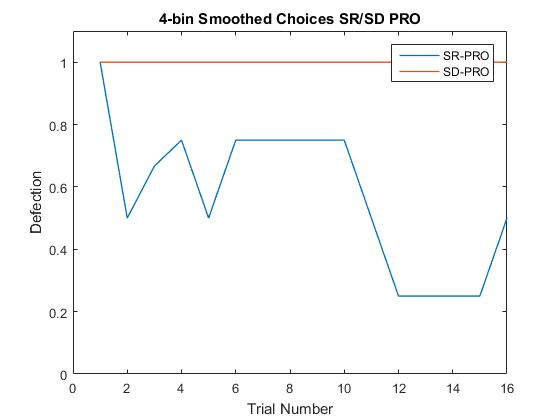 4-bin Smoothed Choices SR/SD PRO
SR-PRO
SD-PRO
1
0.8
0.6
0.4
0.2
0
Defection
0 2 4 6 8 10 12 14 16
Trial Number